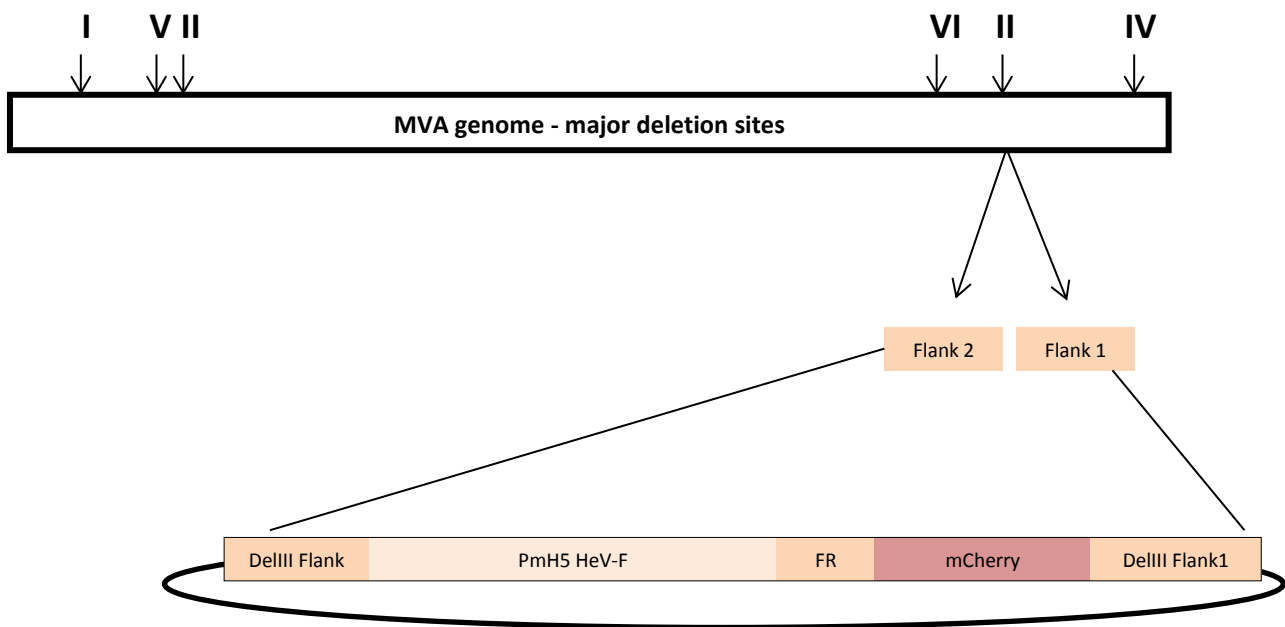 I V II VI II IV
MVA genome - major deletion sites
Flank 2 Flank 1
DelIII Flank PmH5 HeV-F FR mCherry DelIII Flank1